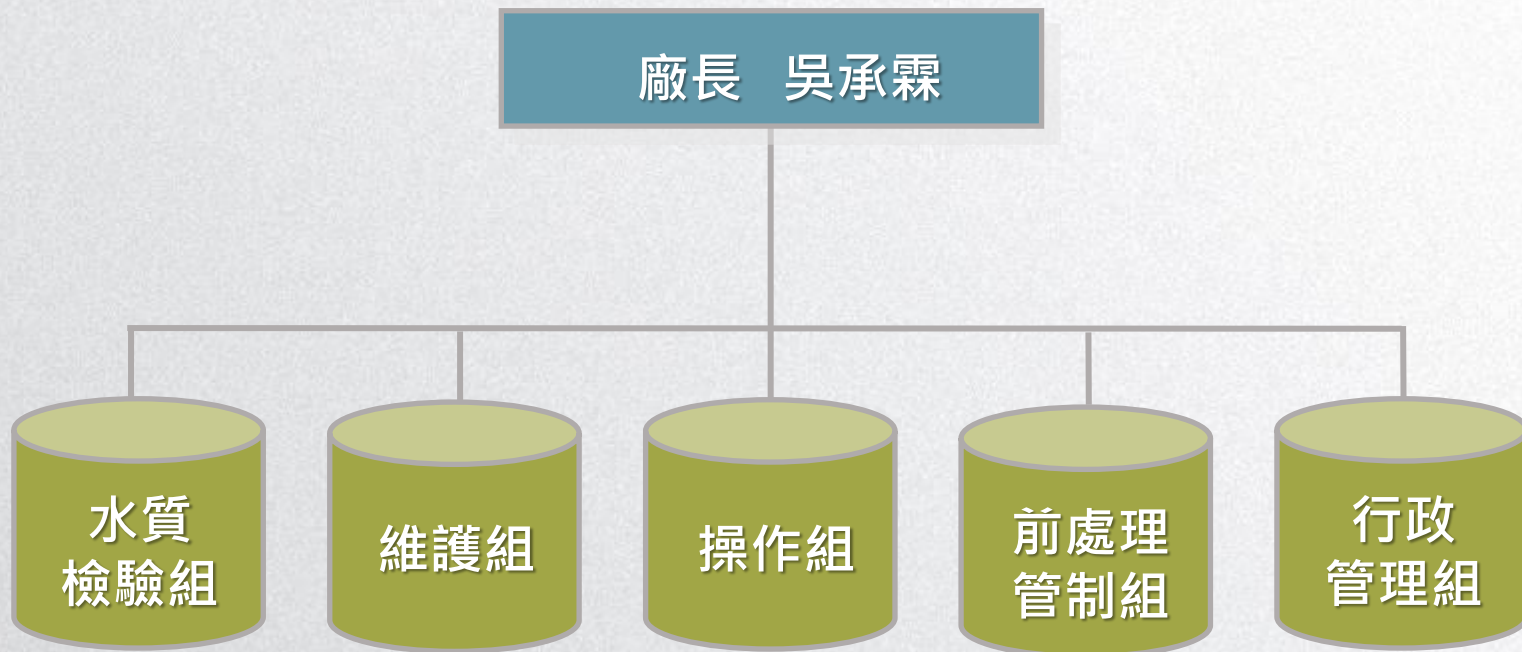 廠長 吳承霖
水質
檢驗組
維護組
操作組
前處理
管制組
行政
管理組